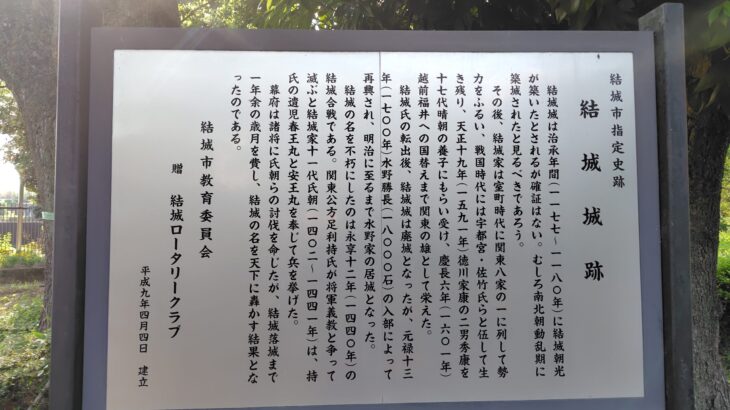 結城市指定史跡
結城城跡
結城城は治承年間(一一七七~一一八〇年)に結城朝光
が築いたとされるが確証はない。むしろ南北朝動乱期に
築城されたと見るべきであろう。
その後、結城家は室町時代に関東八家の一に列して勢
力をふるい、戦国時代には宇都宮・佐竹氏らと伍して生
き残り、天正十九年(一五九一年)徳川家康の二男秀康を
十七代晴朝の養子にもらい受け、慶長六年(一六〇一年)
越前福井への国替えまで関東の雄として栄えた。
結城氏の転出後、結城城は廃城となったが、元禄十三
年(一七〇〇年)水野勝長(一八〇〇〇石)の入部によって
再興され、明治に至るまで水野家の居城となった。
結城の名を不朽にしたのは永享十二年(一四四〇年)の
結城合戦である。関東公方足利持氏が将軍義教と争って
滅ぶと結城家十一代氏朝(一四〇二~一四四一年)は、持
氏の遺児春王丸と安王丸を奉じて兵を挙げた。
幕府は諸将に氏朝らの討伐を命じたが、結城落城まで
一年余の歳月を費し、結城の名を天下に轟かす結果とな
ったのである。
結城市教育委員会
贈 結城ロータリークラブ
平成九年四月四日 建立